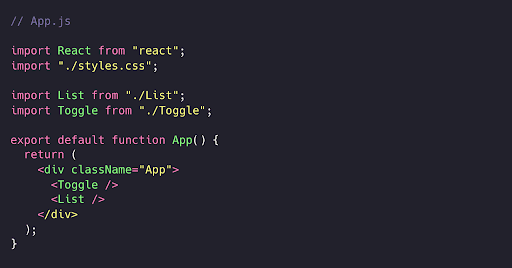 // App.js
import React from "react";
import "./styles.css";
import List from "./List";
import Toggle from "./Toggle";
export default function App() {
  return (
    <div className="App">
      <Toggle />
      <List />
    </div>
  );
}